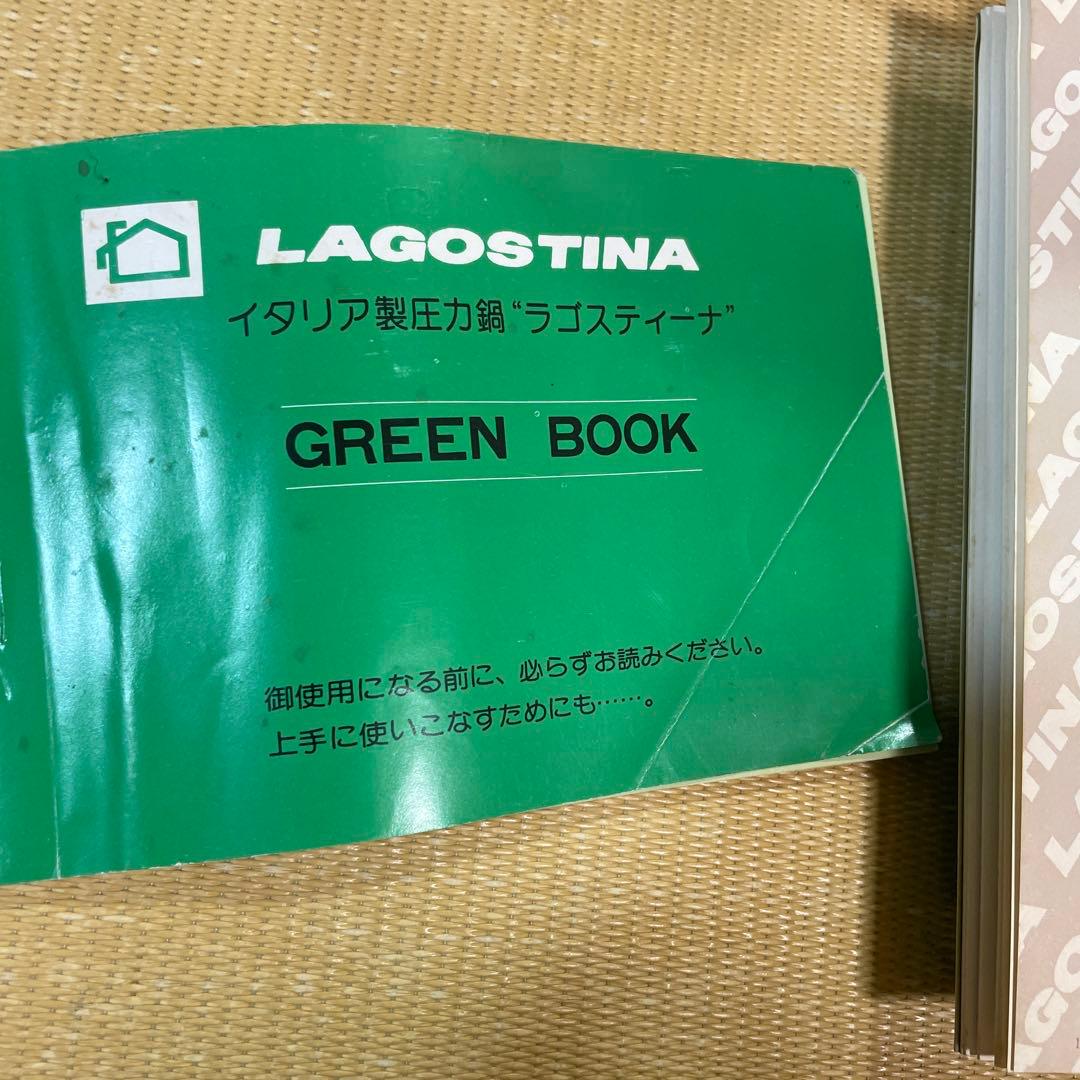 LAGOSTINA
イタリア製圧力鍋“ラゴスティーナ”
GREEN BOOK
御使用になる前に、必らずお読みください。
上手に使いこなすためにも……。
LAGOSTINA